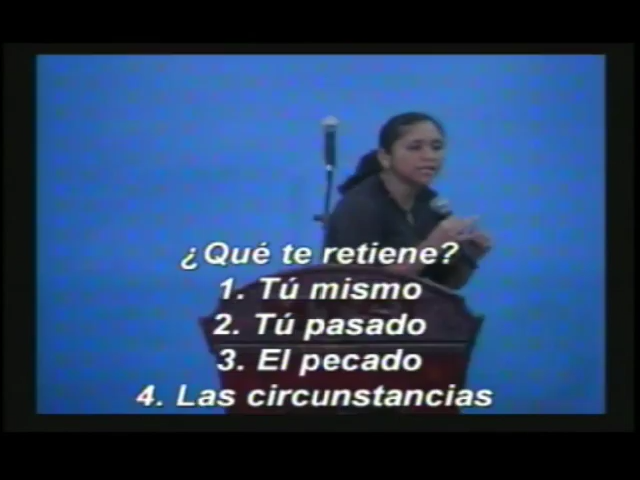 ¿Qué te retiene?
1. Tú mismo
2. Tú pasado
3. El pecado
4. Las circunstancias